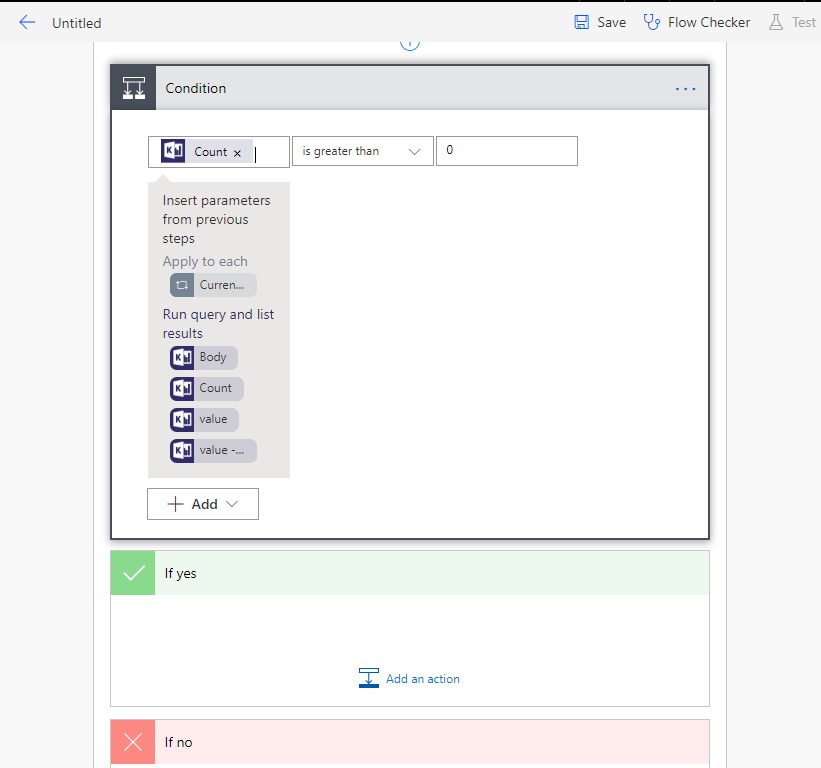 Untitled
Save
Flow Checker
Test
Condition
Count ×
is greater than
0
Insert parameters
from previous
steps
Apply to each
Curren...
Run query and list
results
Body
Count
value
value -...
Add
If yes
Add an action
If no